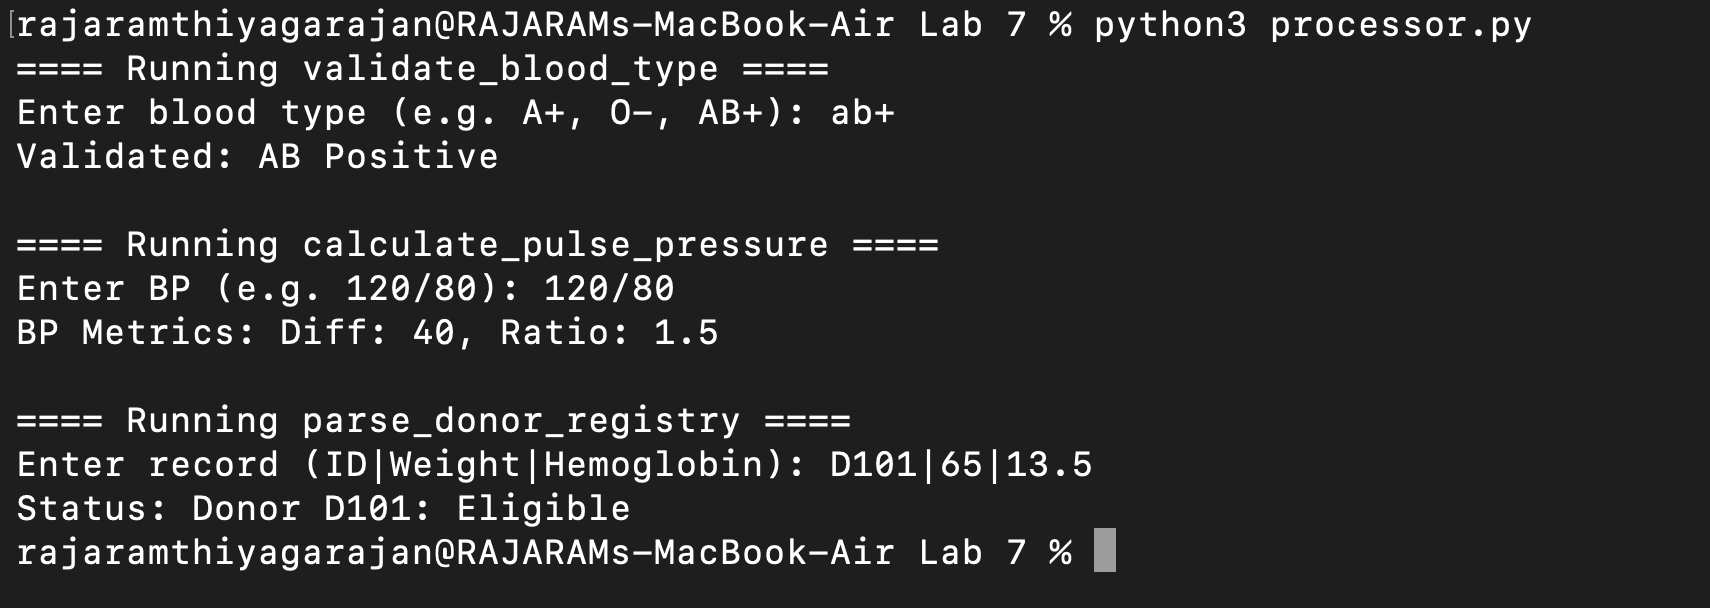 [rajaramthiyagarajan@RAJARAMs-MacBook-Air Lab 7 % python3 processor.py
==== Running validate_blood_type ====
Enter blood type (e.g. A+, O-, AB+): ab+
Validated: AB Positive
==== Running calculate_pulse_pressure ====
Enter BP (e.g. 120/80): 120/80
BP Metrics: Diff: 40, Ratio: 1.5
==== Running parse_donor_registry ====
Enter record (ID|Weight|Hemoglobin): D101|65|13.5
Status: Donor D101: Eligible
rajaramthiyagarajan@RAJARAMs-MacBook-Air Lab 7 %